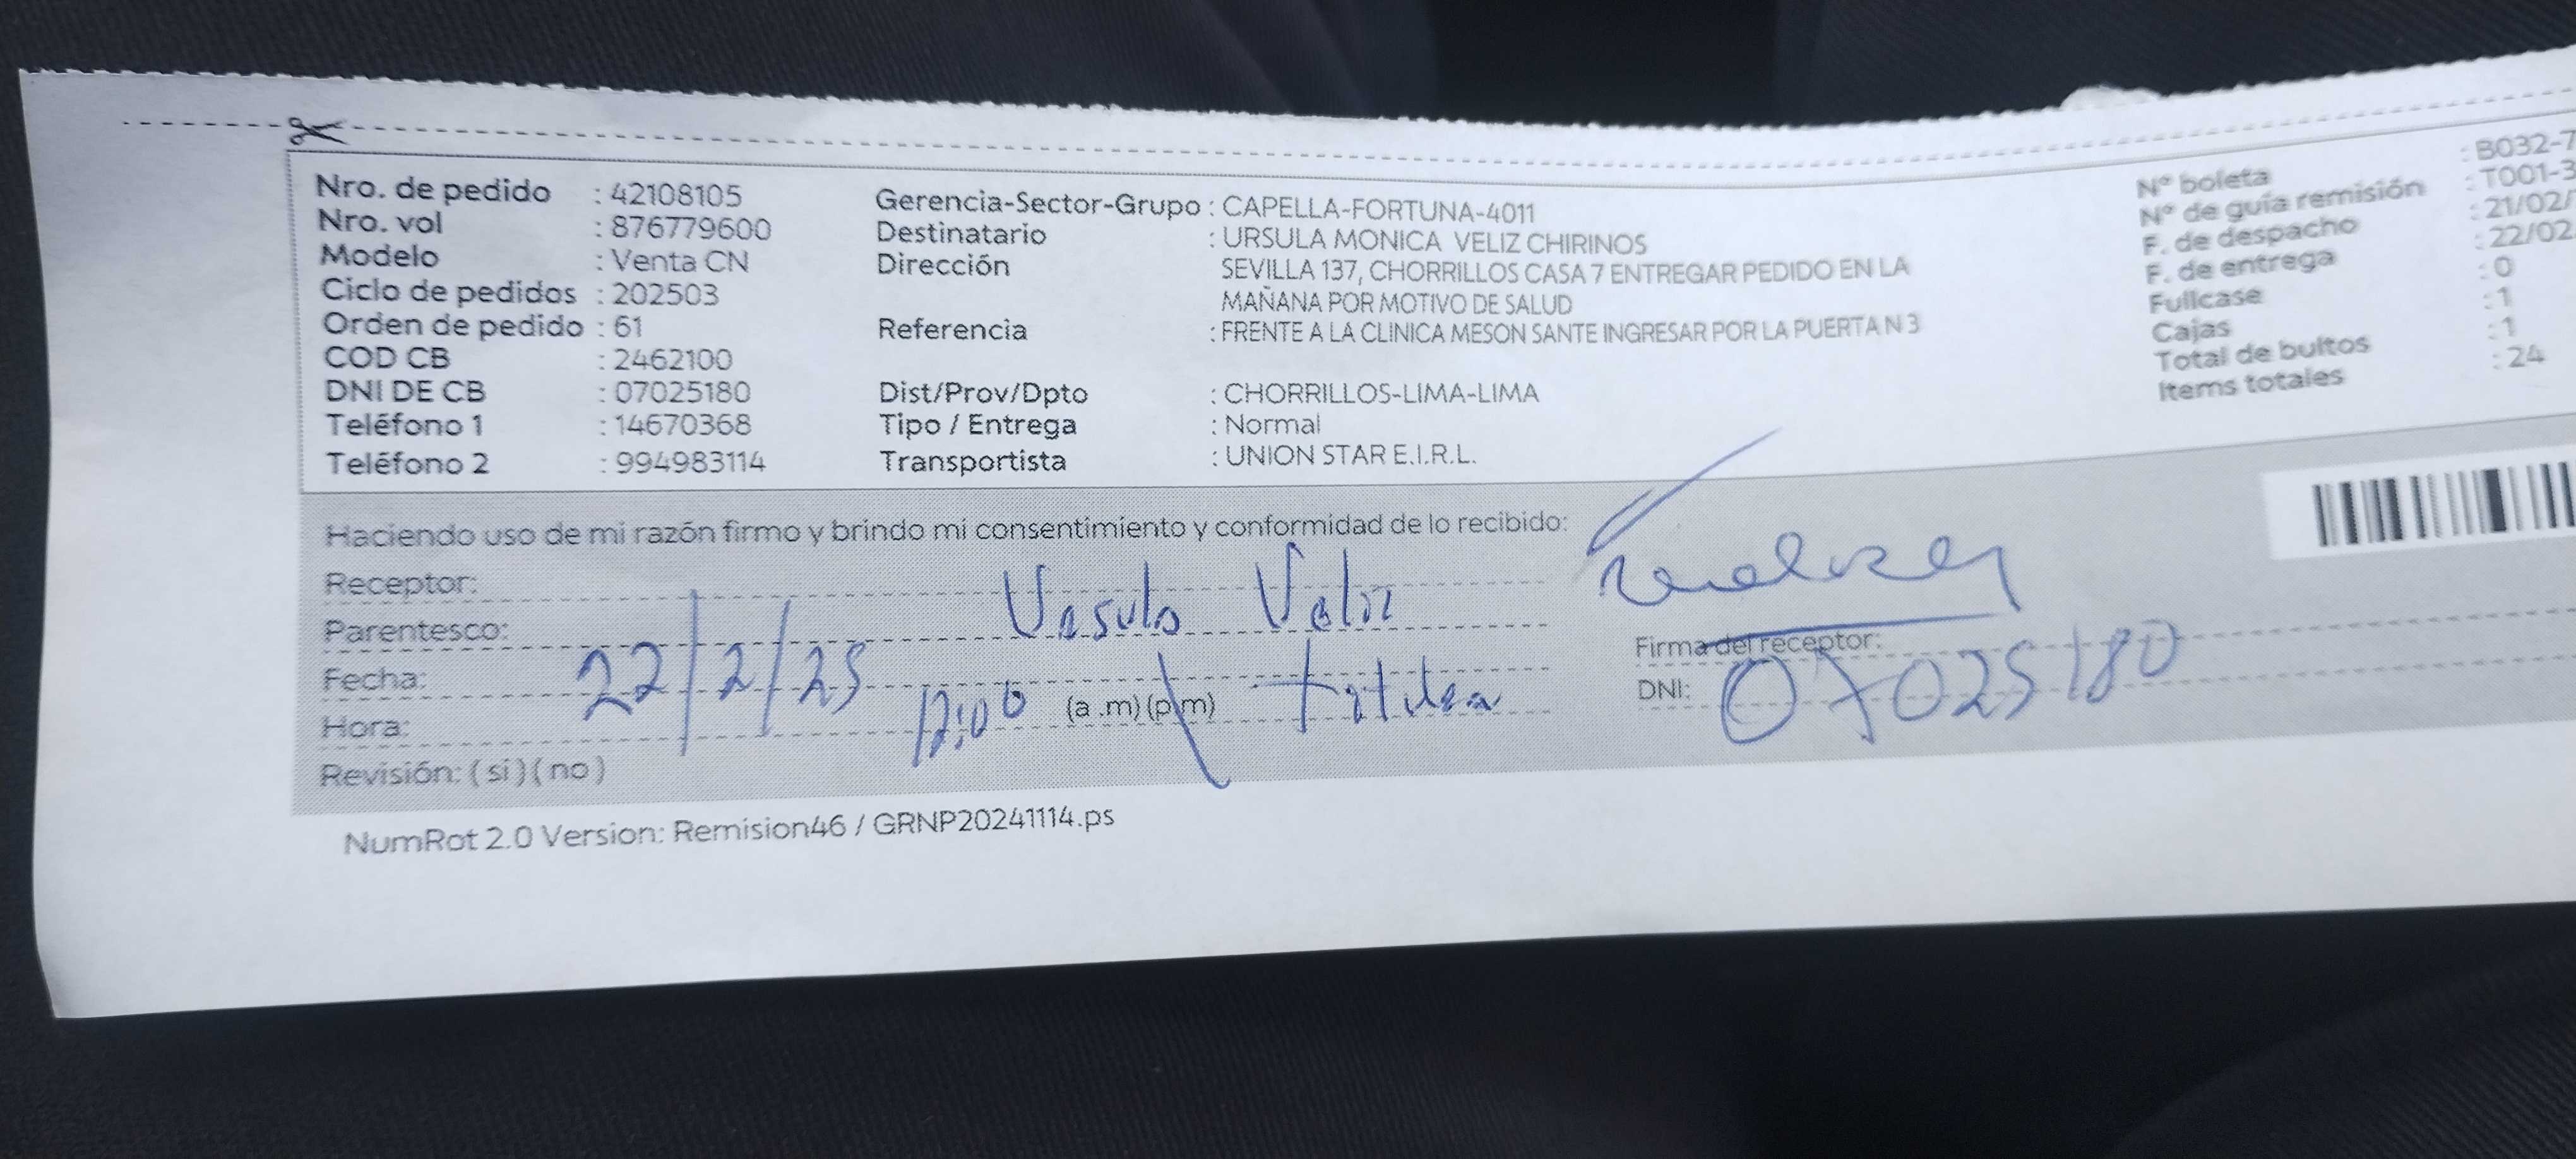 Nro. de pedido : 42108105
Nro. vol : 876779600
Modelo : Venta CN
Ciclo de pedidos : 202503
Orden de pedido : 61
COD CB : 2462100
DNI DE CB : 07025180
Teléfono 1 : 14670368
Teléfono 2 : 994983114
Gerencia-Sector-Grupo : CAPELLA-FORTUNA-4011
Destinatario : URSULA MONICA VELIZ CHIRINOS
Dirección SEVILLA 137, CHORRILLOS CASA 7 ENTREGAR PEDIDO EN LA
MAÑANA POR MOTIVO DE SALUD
Referencia : FRENTE A LA CLINICA MESON SANTE INGRESAR POR LA PUERTA N 3
Dist/Prov/Dpto : CHORRILLOS-LIMA-LIMA
Tipo / Entrega : Normal
Transportista : UNION STAR E.I.R.L.
N° boleta : B032-7
N° de guía remisión : T001-3
F. de despacho : 21/02/
F. de entrega : 22/02
Fullcase : 0
Cajas : 1
Total de bultos : 1
Items totales : 24
Haciendo uso de mi razón firmo y brindo mi consentimiento y conformidad de lo recibido:
Receptor: Ursula Veliz
Parentesco:
Fecha: 22/2/25
Hora: 12:00 (a .m) (p.m) titular
Revisión: ( si ) ( no )
Firma del receptor:
DNI: 07025180
NumRot 2.0 Version: Remision46 / GRNP20241114.ps